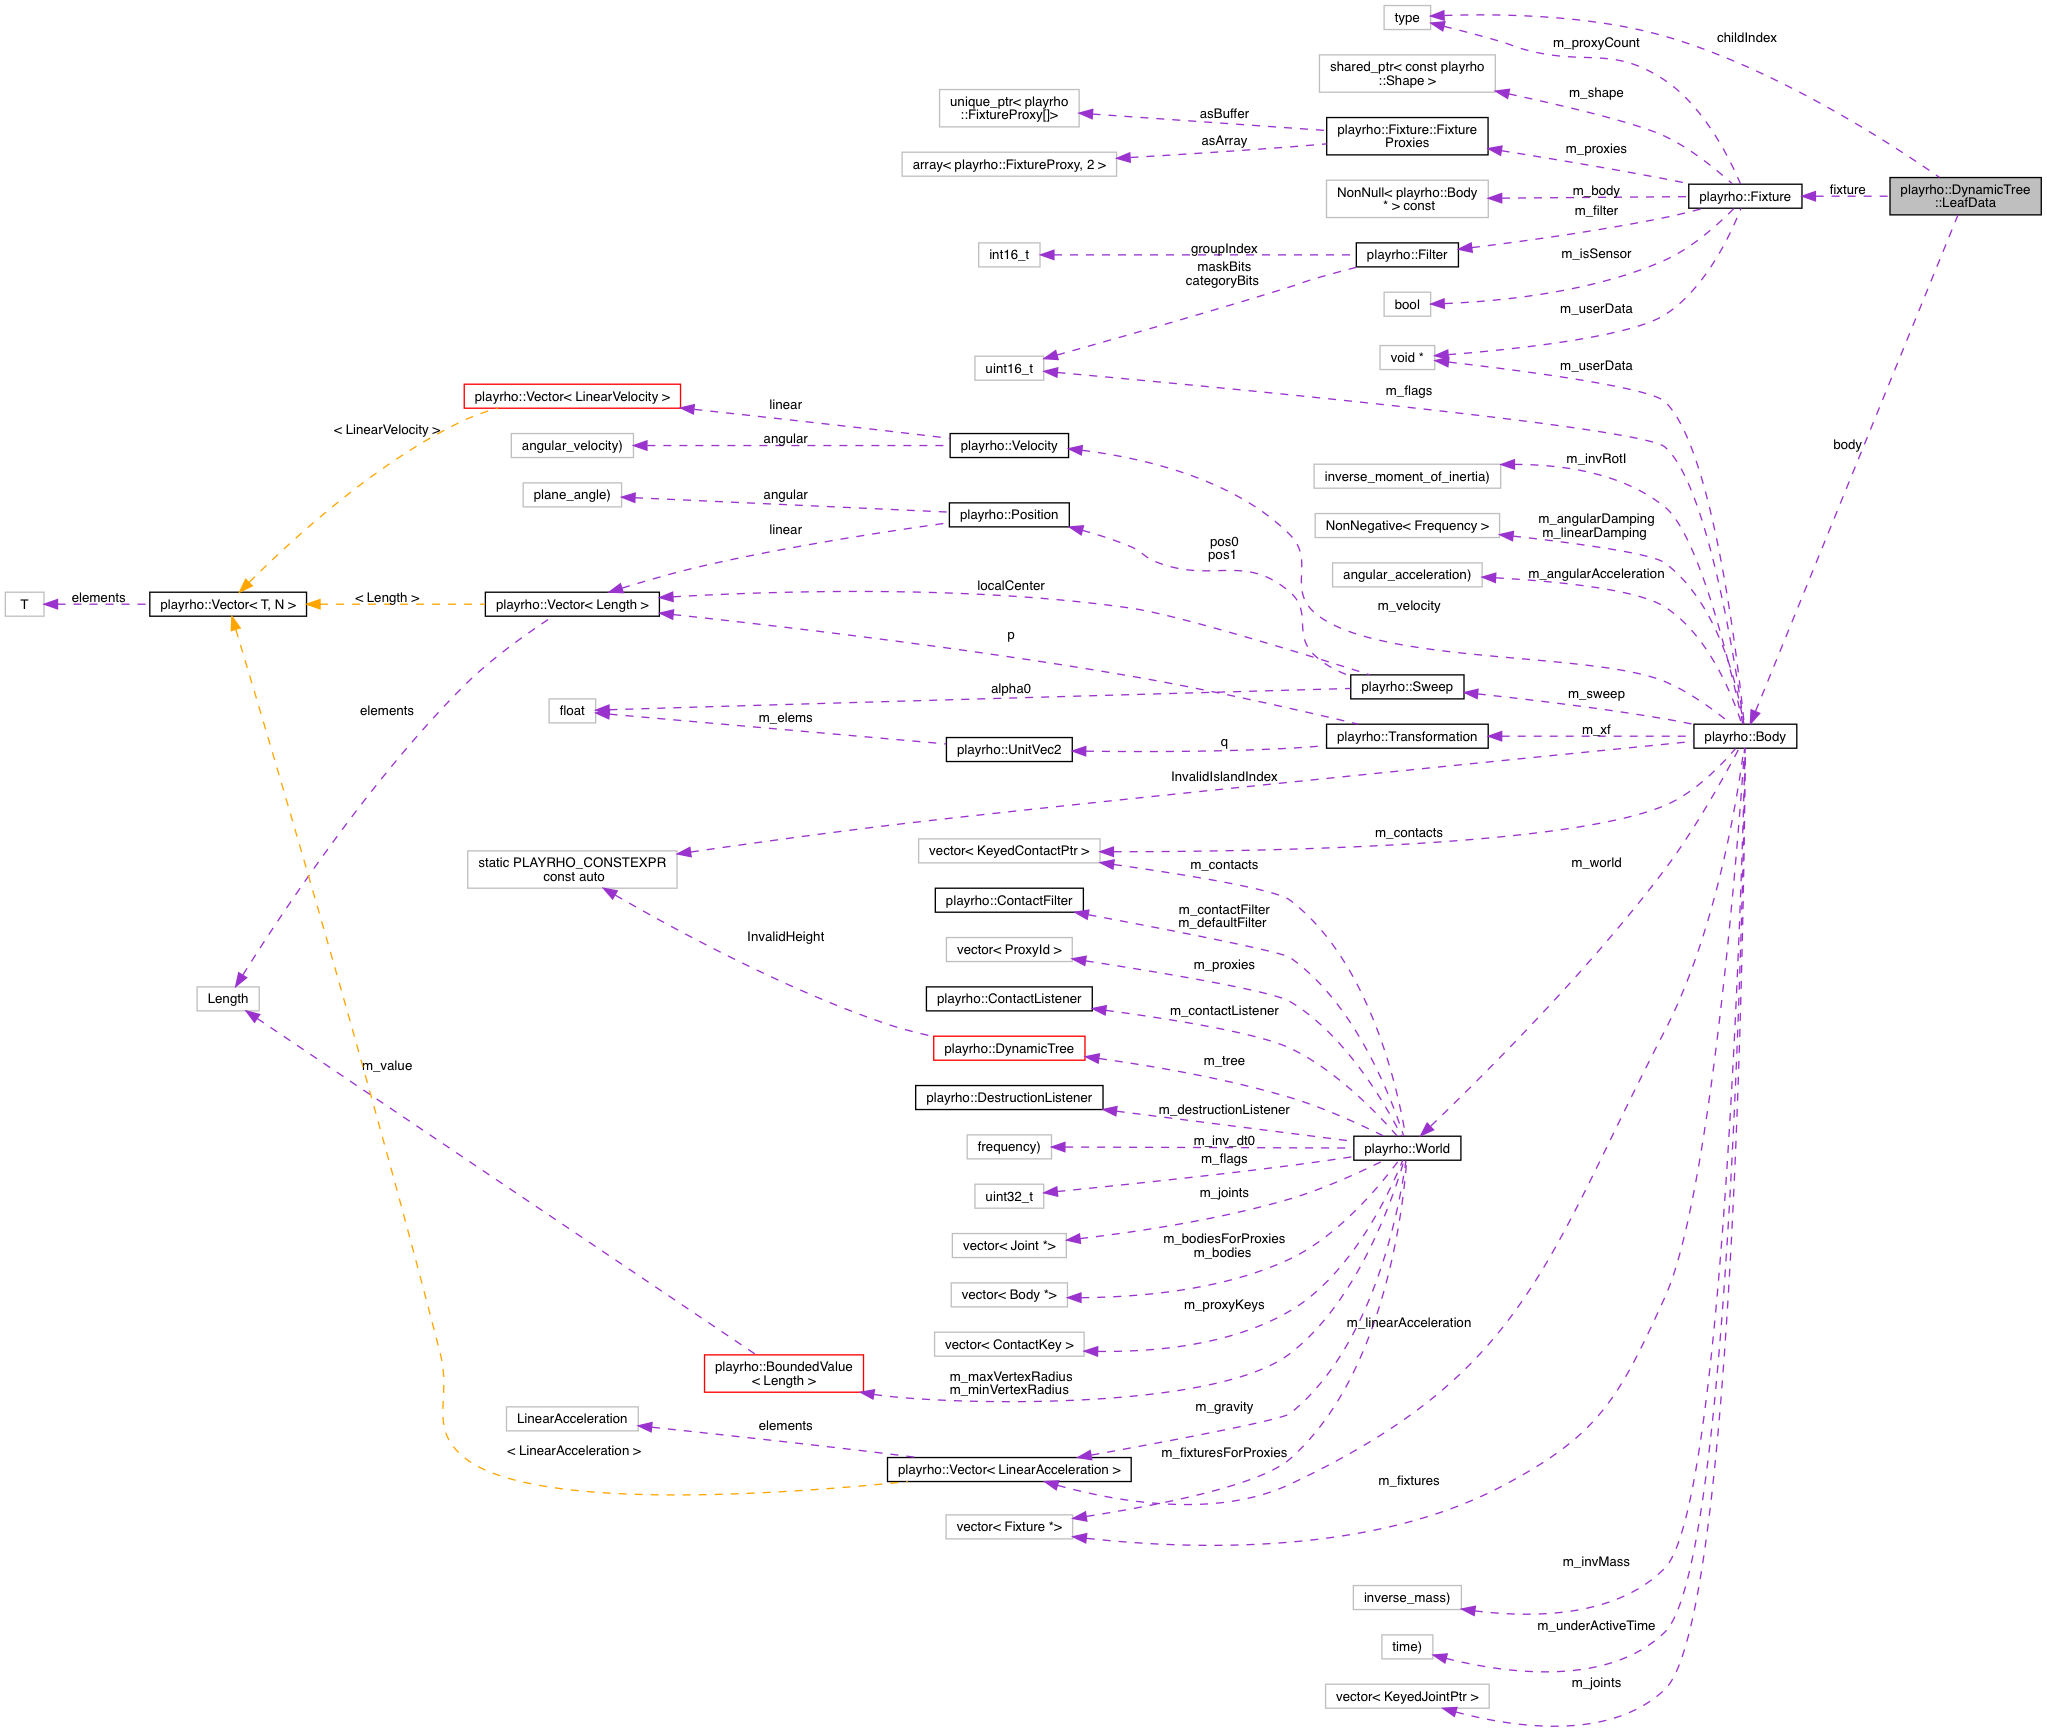 type
childIndex
m_proxyCount
shared_ptr< const playrho
::Shape >
m_shape
unique_ptr< playrho
::FixtureProxy[]>
asBuffer
playrho::Fixture::Fixture
Proxies
asArray
array< playrho::FixtureProxy, 2 >
m_proxies
NonNull< playrho::Body
* > const
m_body
playrho::Fixture
fixture
playrho::DynamicTree
::LeafData
m_filter
int16_t
groupIndex
playrho::Filter
m_isSensor
maskBits
categoryBits
bool
m_userData
void *
uint16_t
m_userData
m_flags
playrho::Vector< LinearVelocity >
linear
< LinearVelocity >
angular_velocity)
angular
playrho::Velocity
body
m_invRotI
inverse_moment_of_inertia)
plane_angle)
angular
playrho::Position
linear
NonNegative< Frequency >
m_angularDamping
m_linearDamping
pos0
pos1
angular_acceleration)
m_angularAcceleration
localCenter
T
elements
playrho::Vector< T, N >
< Length >
playrho::Vector< Length >
m_velocity
p
playrho::Sweep
m_sweep
alpha0
float
elements
m_elems
playrho::UnitVec2
q
playrho::Transformation
m_xf
playrho::Body
InvalidIslandIndex
m_contacts
vector< KeyedContactPtr >
static PLAYRHO_CONSTEXPR
const auto
m_contacts
m_world
playrho::ContactFilter
m_contactFilter
m_defaultFilter
InvalidHeight
vector< ProxyId >
m_proxies
Length
playrho::ContactListener
m_contactListener
playrho::DynamicTree
m_tree
m_value
playrho::DestructionListener
m_destructionListener
frequency)
m_inv_dt0
playrho::World
m_flags
uint32_t
m_joints
vector< Joint *>
m_bodiesForProxies
m_bodies
vector< Body *>
m_proxyKeys
m_linearAcceleration
vector< ContactKey >
playrho::BoundedValue
< Length >
m_maxVertexRadius
m_minVertexRadius
m_gravity
LinearAcceleration
elements
< LinearAcceleration >
m_fixturesForProxies
playrho::Vector< LinearAcceleration >
m_fixtures
vector< Fixture *>
m_invMass
inverse_mass)
m_underActiveTime
time)
m_joints
vector< KeyedJointPtr >